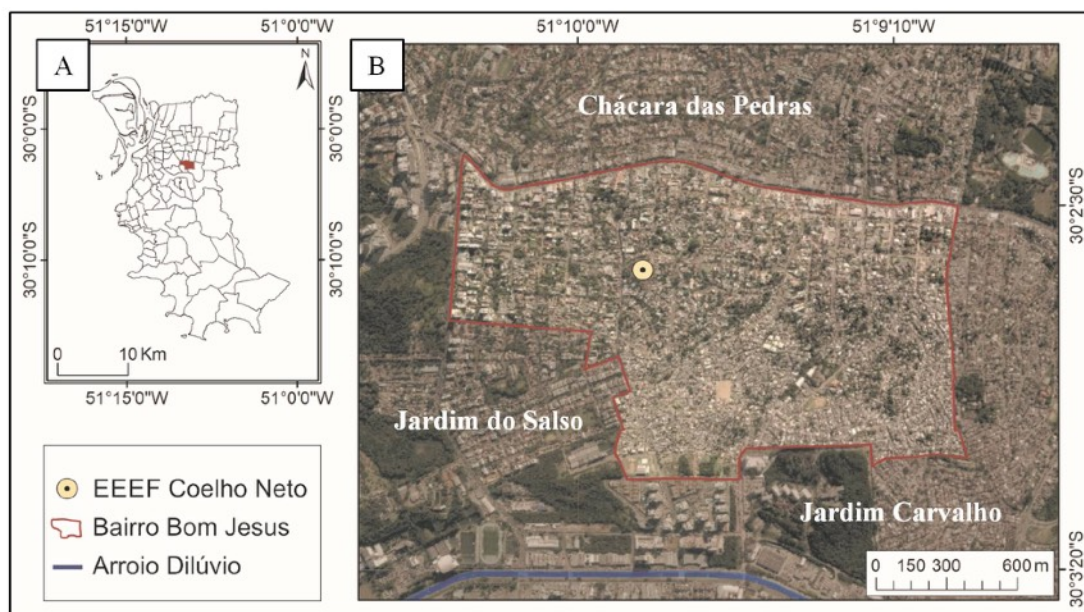 51°15'0"W
51°0'0"W
51°10'0"W
51°9'10"W
A
N
B
30°0'0"S
30°10'0"S
30°0'0"S
30°10'0"S
0
10 Km
51°15'0"W
51°0'0"W
Chácara das Pedras
30°2'30"S
Jardim do Salso
Jardim Carvalho
30°3'20"S
0
150
300
600 m
EEEF Coelho Neto
Bairro Bom Jesus
Arroio Dilúvio